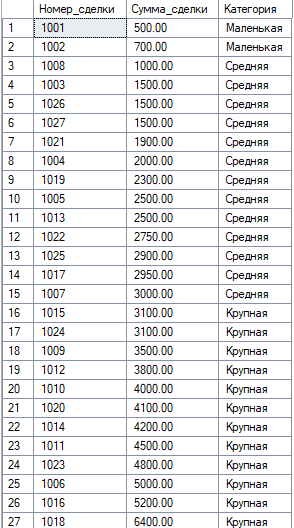 Номер_сделки Сумма_сделки Категория
1 1001 500.00 Маленькая
2 1002 700.00 Маленькая
3 1008 1000.00 Средняя
4 1003 1500.00 Средняя
5 1026 1500.00 Средняя
6 1027 1500.00 Средняя
7 1021 1900.00 Средняя
8 1004 2000.00 Средняя
9 1019 2300.00 Средняя
10 1005 2500.00 Средняя
11 1013 2500.00 Средняя
12 1022 2750.00 Средняя
13 1025 2900.00 Средняя
14 1017 2950.00 Средняя
15 1007 3000.00 Средняя
16 1015 3100.00 Крупная
17 1024 3100.00 Крупная
18 1009 3500.00 Крупная
19 1012 3800.00 Крупная
20 1010 4000.00 Крупная
21 1020 4100.00 Крупная
22 1014 4200.00 Крупная
23 1011 4500.00 Крупная
24 1023 4800.00 Крупная
25 1006 5000.00 Крупная
26 1016 5200.00 Крупная
27 1018 6400.00 Крупная